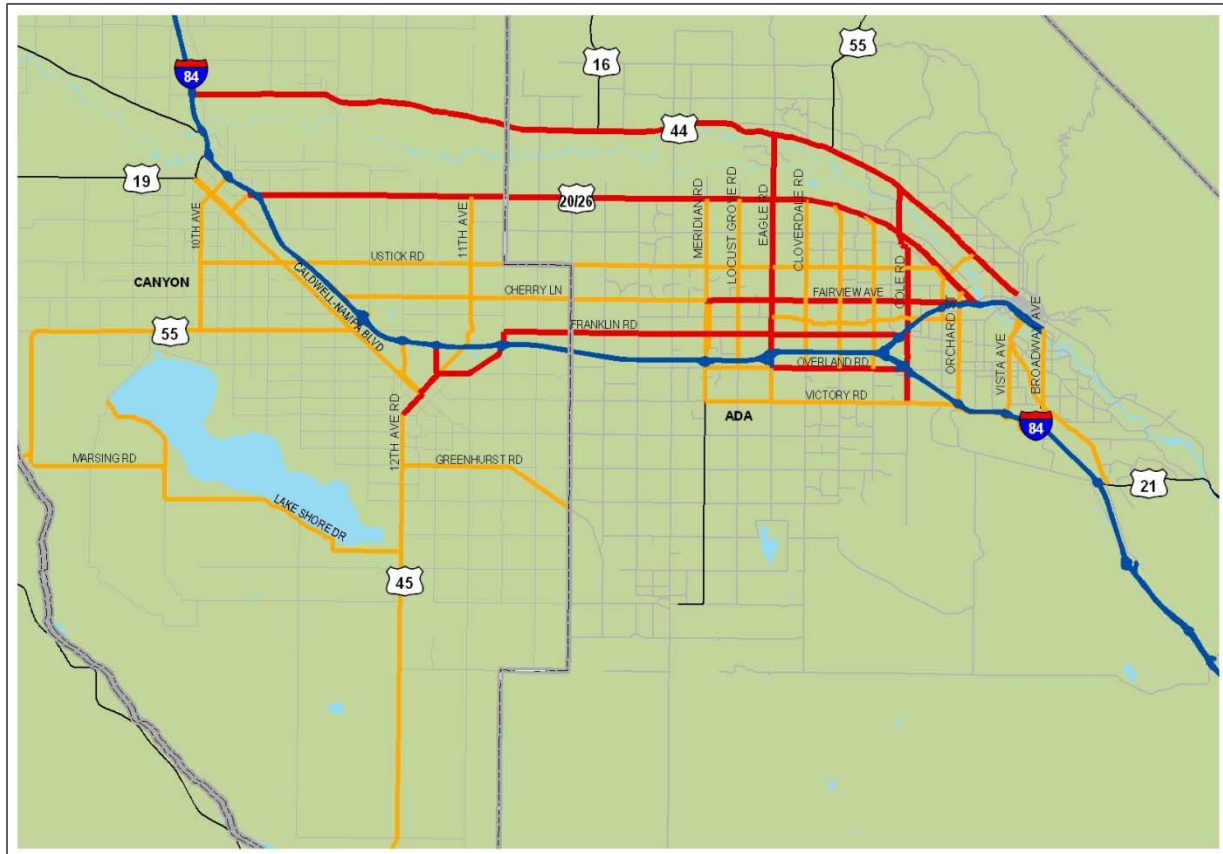 55
16
84
44
19
20/26
10TH AVE
11TH AVE
MERIDIAN RD
LOCUST GROVE RD
EAGLE RD
CLOVERDALE RD
USTICK RD
CANYON
CALDWELL-NAMPA BLVD
CHERRY LN
FAIRVIEW AVE
COLE RD
ORCHARD ST
55
FRANKLIN RD
OVERLAND RD
VISTA AVE
BROADWAY AVE
VICTORY RD
ADA
84
12TH AVE RD
MARSING RD
GREENHURST RD
21
LAKE SHORE DR
45